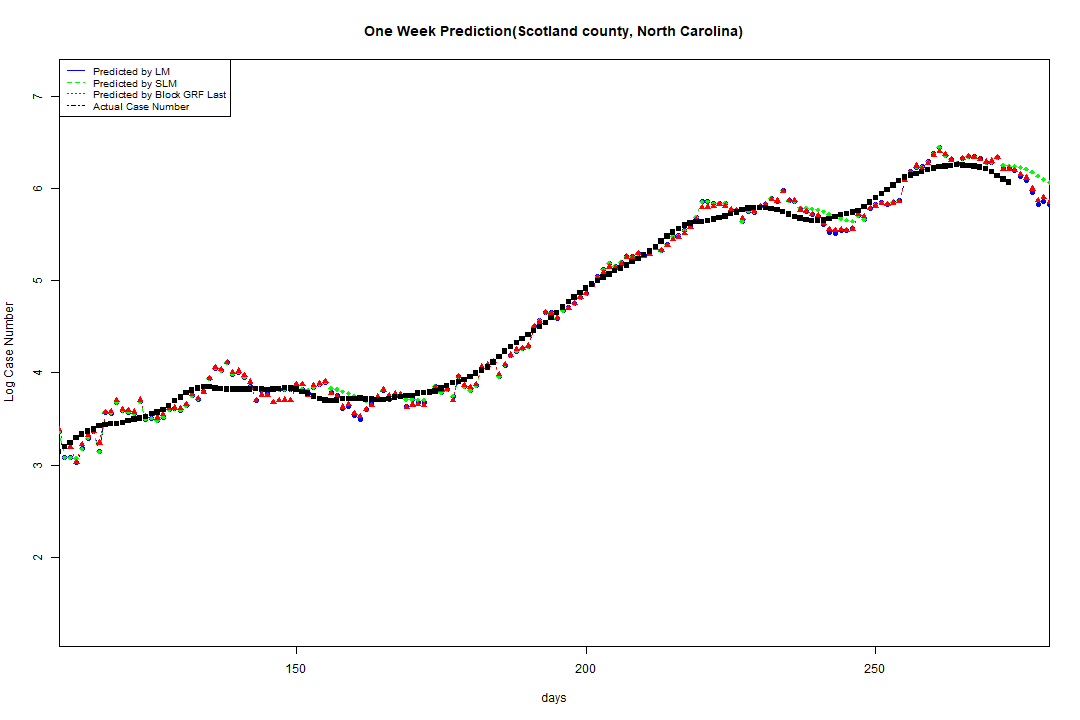 One Week Prediction(Scotland county, North Carolina)
Predicted by LM
Predicted by SLM
Predicted by Block GRF Last
Actual Case Number
7
6
5
4
3
2
Log Case Number
150
200
250
days